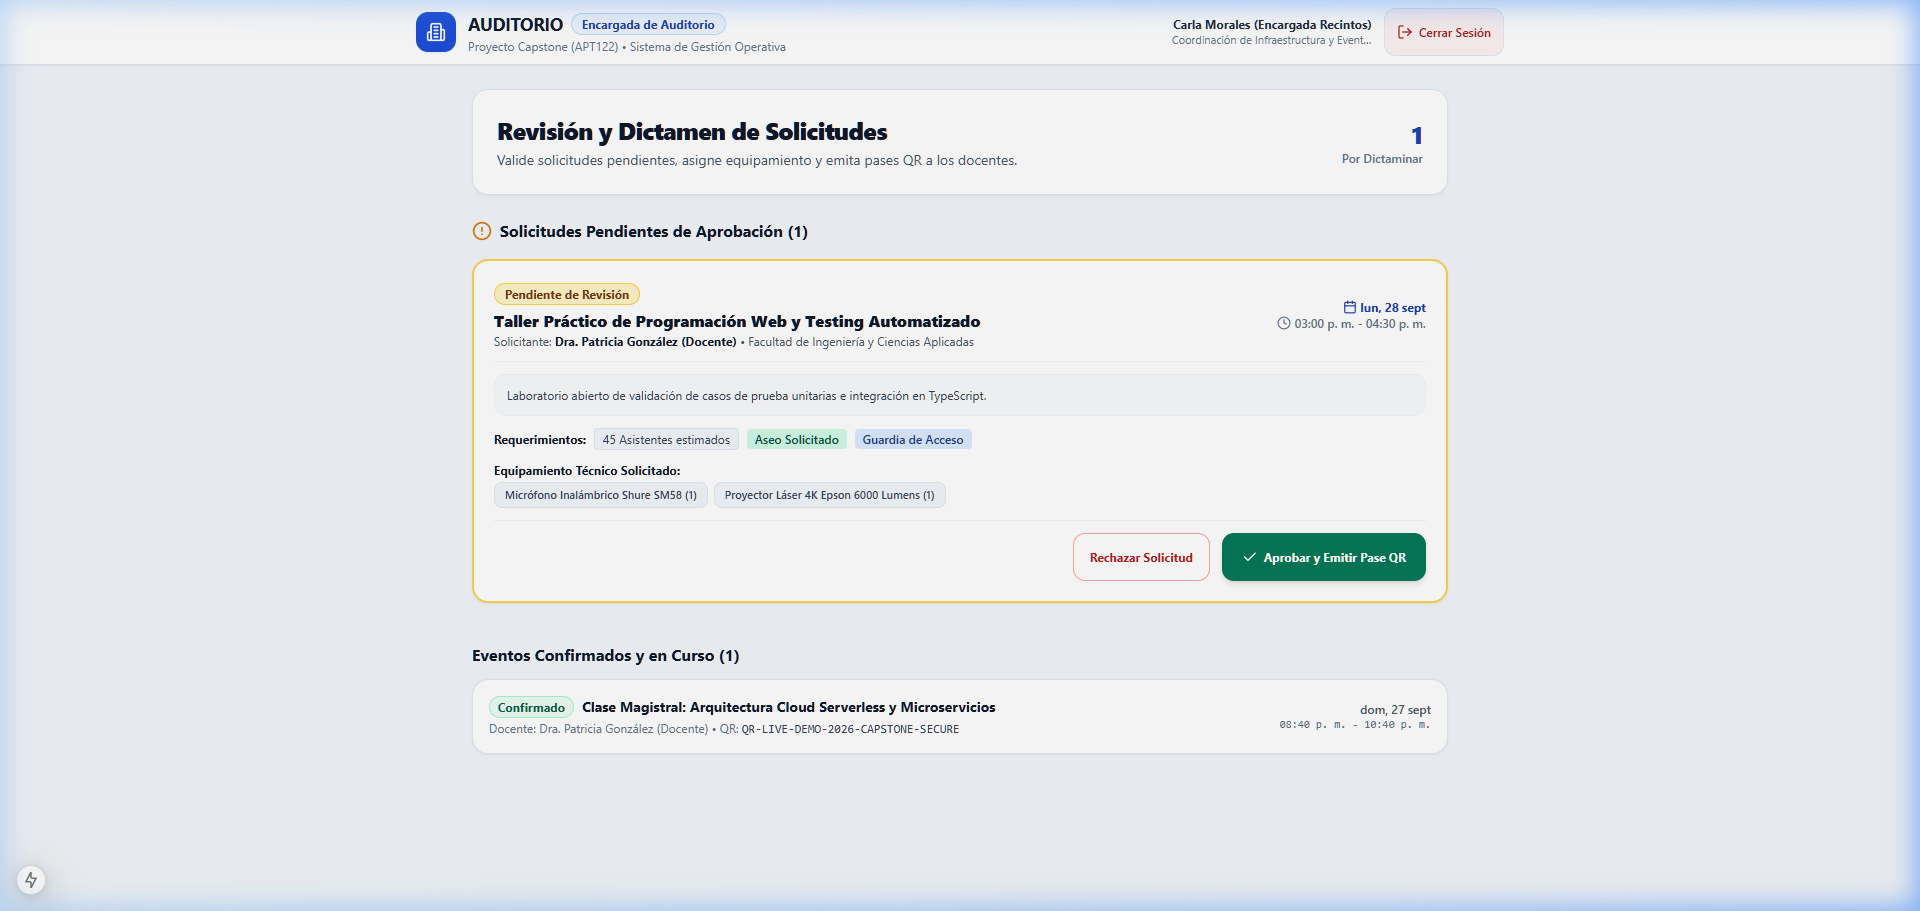 AUDITORIO Encargada de Auditorio
Proyecto Capstone (APT122) • Sistema de Gestión Operativa
Carla Morales (Encargada Recintos)
Coordinación de Infraestructura y Event...
Cerrar Sesión
Revisión y Dictamen de Solicitudes
Valide solicitudes pendientes, asigne equipamiento y emita pases QR a los docentes.
1
Por Dictaminar
Solicitudes Pendientes de Aprobación (1)
Pendiente de Revisión
Taller Práctico de Programación Web y Testing Automatizado
Solicitante: Dra. Patricia González (Docente) • Facultad de Ingeniería y Ciencias Aplicadas
lun, 28 sept
03:00 p. m. - 04:30 p. m.
Laboratorio abierto de validación de casos de prueba unitarias e integración en TypeScript.
Requerimientos: 45 Asistentes estimados Aseo Solicitado Guardia de Acceso
Equipamiento Técnico Solicitado:
Micrófono Inalámbrico Shure SM58 (1) Proyector Láser 4K Epson 6000 Lumens (1)
Rechazar Solicitud Aprobar y Emitir Pase QR
Eventos Confirmados y en Curso (1)
Confirmado Clase Magistral: Arquitectura Cloud Serverless y Microservicios
Docente: Dra. Patricia González (Docente) • QR: QR-LIVE-DEMO-2026-CAPSTONE-SECURE
dom, 27 sept
08:40 p. m. - 10:40 p. m.